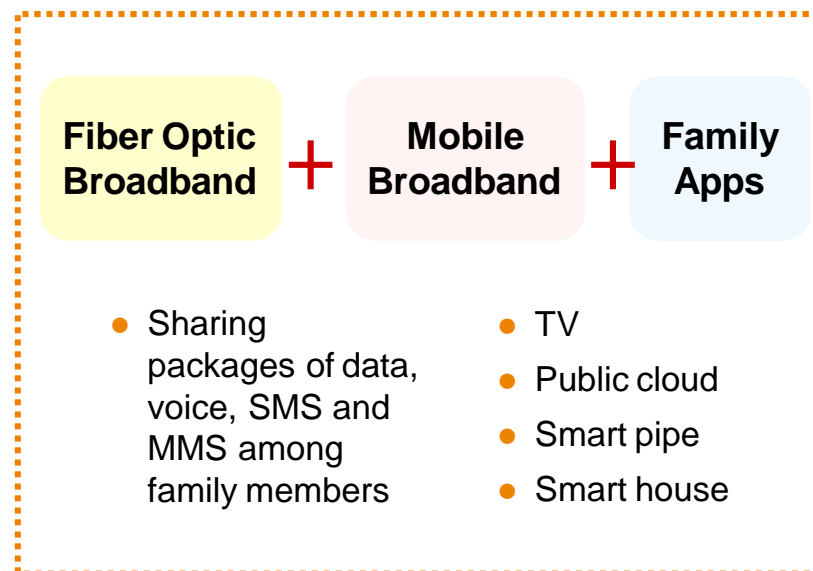 Fiber Optic
Broadband
+
Mobile
Broadband
+
Family
Apps
• Sharing
packages of data,
voice, SMS and
MMS among
family members
• TV
• Public cloud
• Smart pipe
• Smart house